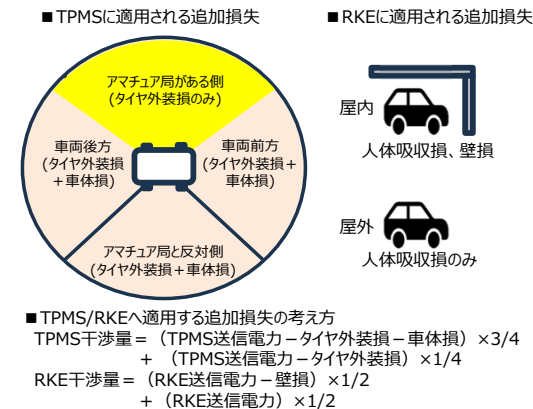 ■TPMSに適用される追加損失
■RKEに適用される追加損失
アマチュア局がある側
(タイヤ外装損のみ)
車両後方
(タイヤ外装損
＋車体損)
車両前方
(タイヤ外装損＋
車体損)
アマチュア局と反対側
(タイヤ外装損＋車体損)
屋内
人体吸収損、壁損
屋外
人体吸収損のみ
■TPMS/RKEへ適用する追加損失の考え方
TPMS干渉量＝（TPMS送信電力－タイヤ外装損－車体損）×3/4
＋（TPMS送信電力－タイヤ外装損）×1/4
RKE干渉量＝（RKE送信電力－壁損）×1/2
＋（RKE送信電力）×1/2